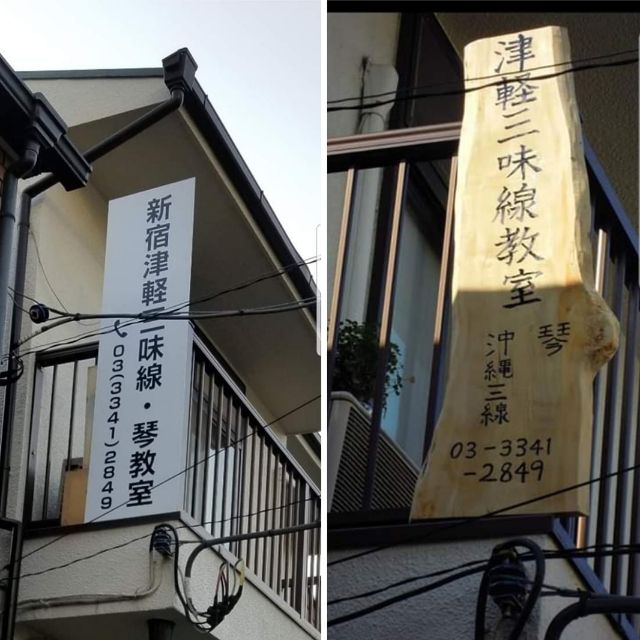 新宿津軽三味線・琴教室
03(3341)2849
津軽三味線教室
琴
沖縄三線
03-3341
-2849